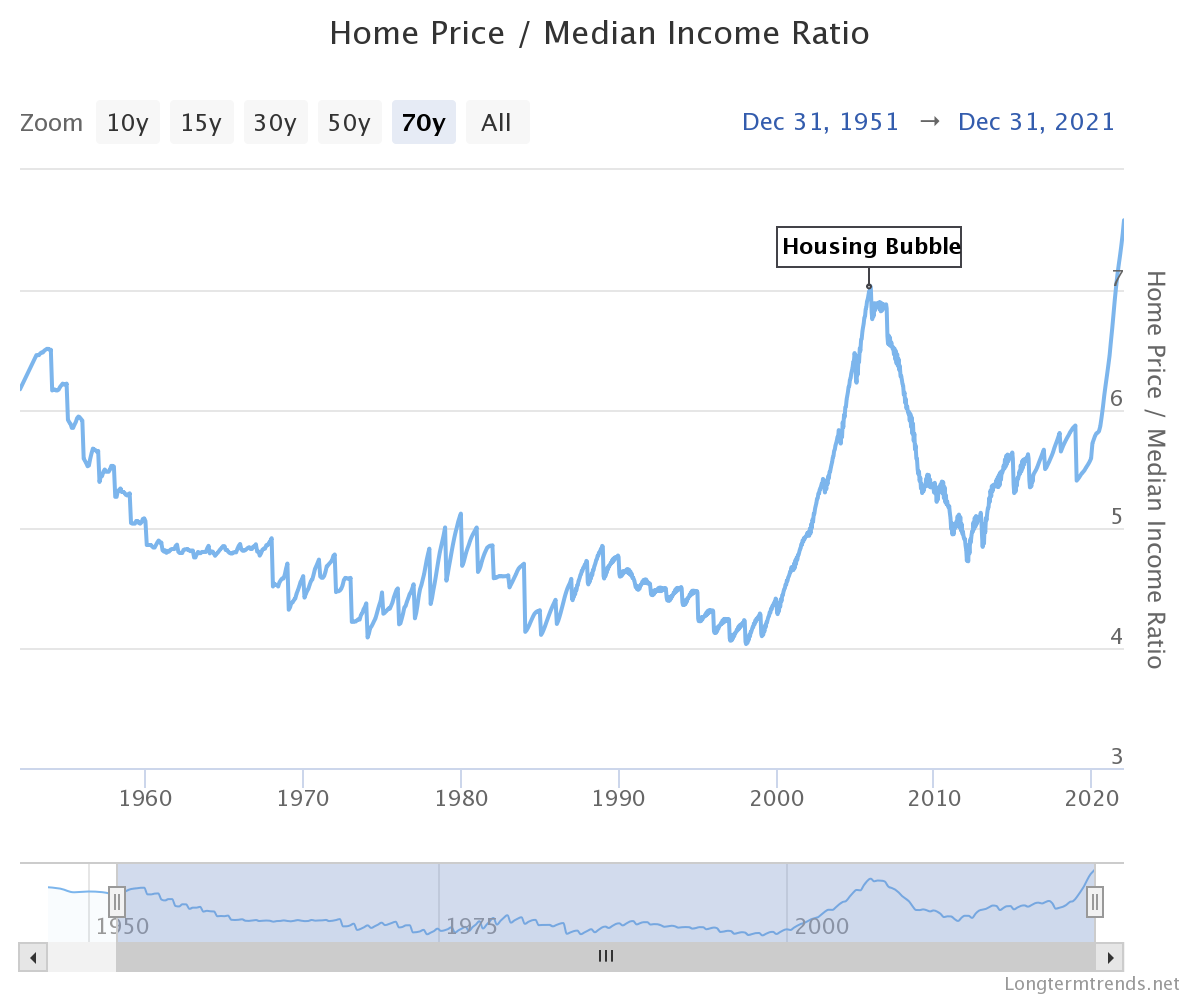 Home Price / Median Income Ratio
Zoom 10y 15y 30y 50y 70y All Dec 31, 1951 → Dec 31, 2021
Housing Bubble
7
6
5
4
3
Home Price / Median Income Ratio
1960 1970 1980 1990 2000 2010 2020
1950 1975 2000
Longtermtrends.net